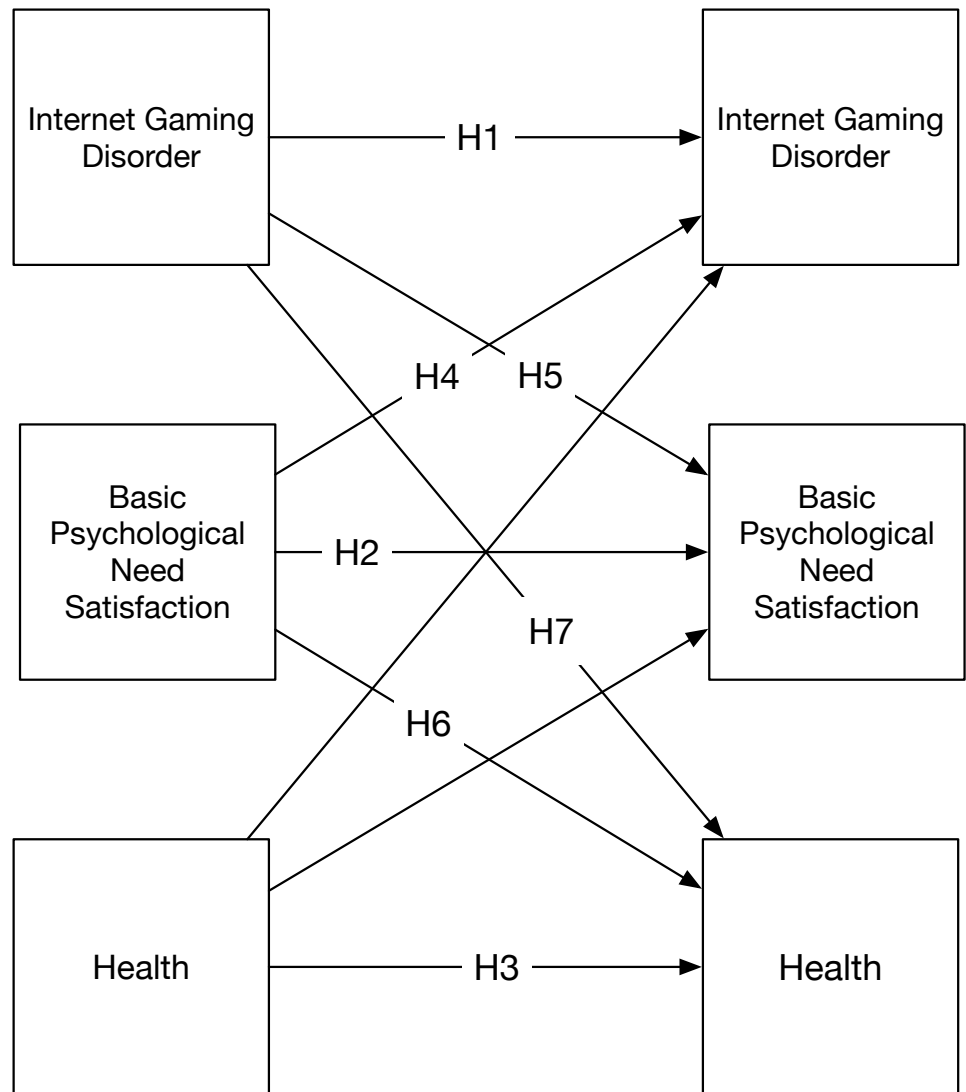 Internet Gaming
Disorder
H1
Internet Gaming
Disorder
H4
H5
Basic
Psychological
Need
Satisfaction
H2
Basic
Psychological
Need
Satisfaction
H7
H6
Health
H3
Health